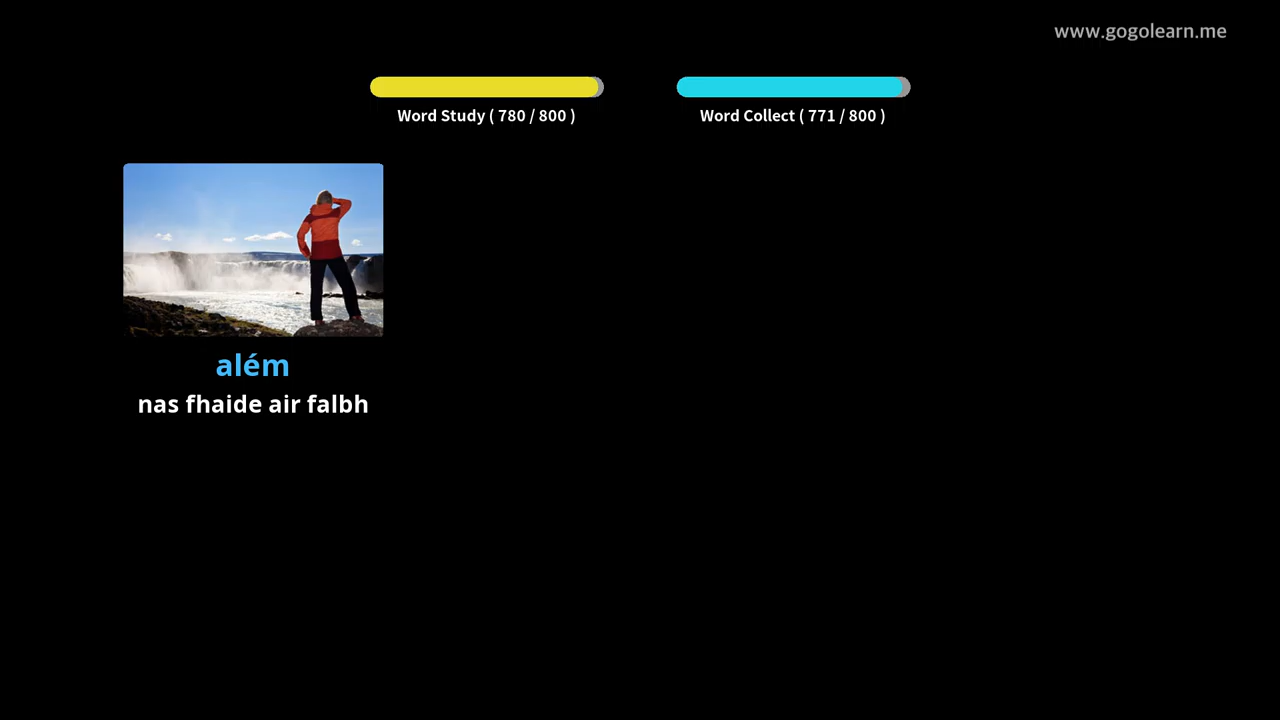 www.gogolearn.me
Word Study ( 780 / 800 )
Word Collect ( 771 / 800 )
além
nas fhaide air falbh